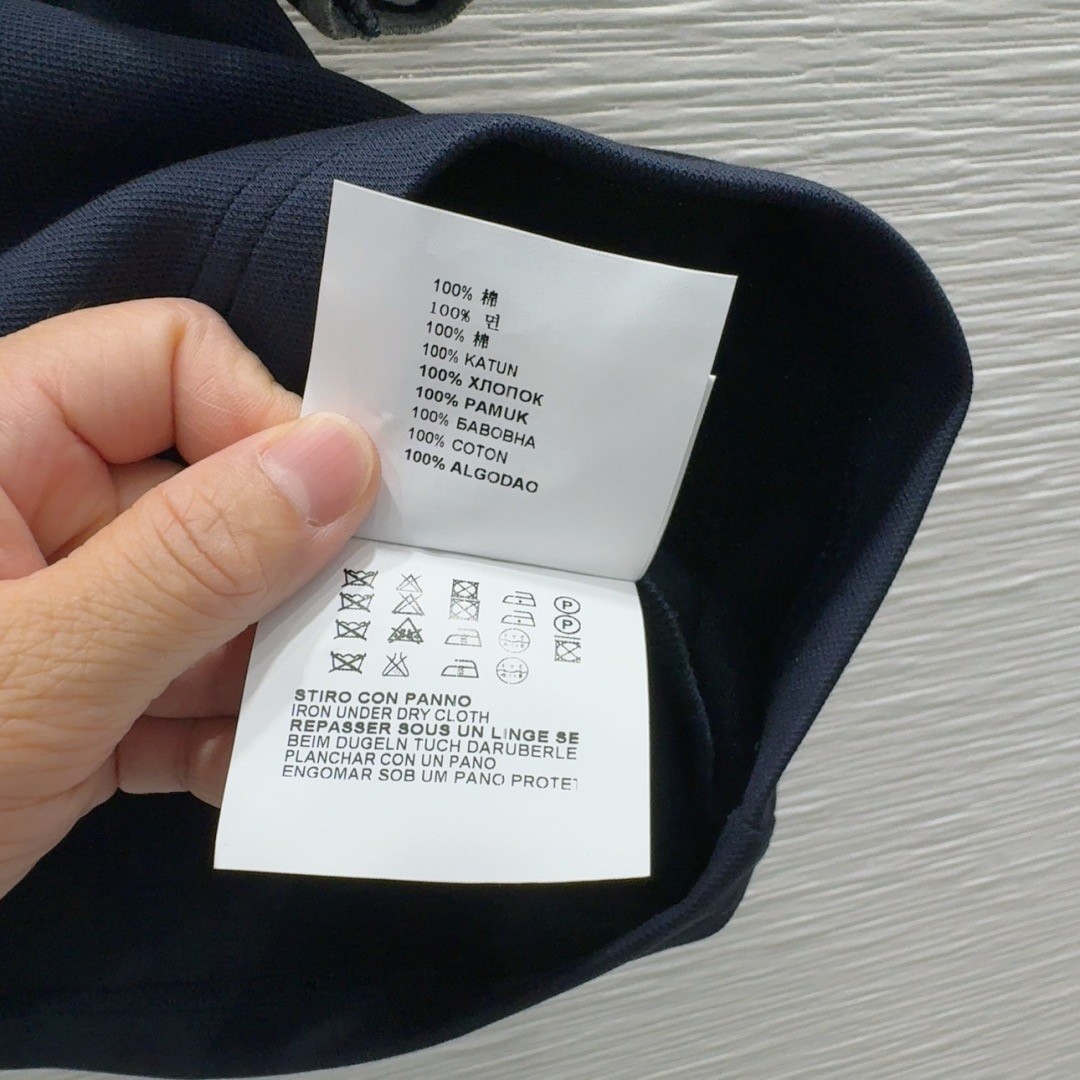 100% 棉
100% 면
100% 棉
100% KATUN
100% ХЛОПОК
100% PAMUK
100% БАВОВНА
100% COTON
100% ALGODAO
P
P
STIRO CON PANNO
IRON UNDER DRY CLOTH
REPASSER SOUS UN LINGE SE
BEIM DUGELN TUCH DARUBERLE
PLANCHAR CON UN PANO
ENGOMAR SOB UM PANO PROTET